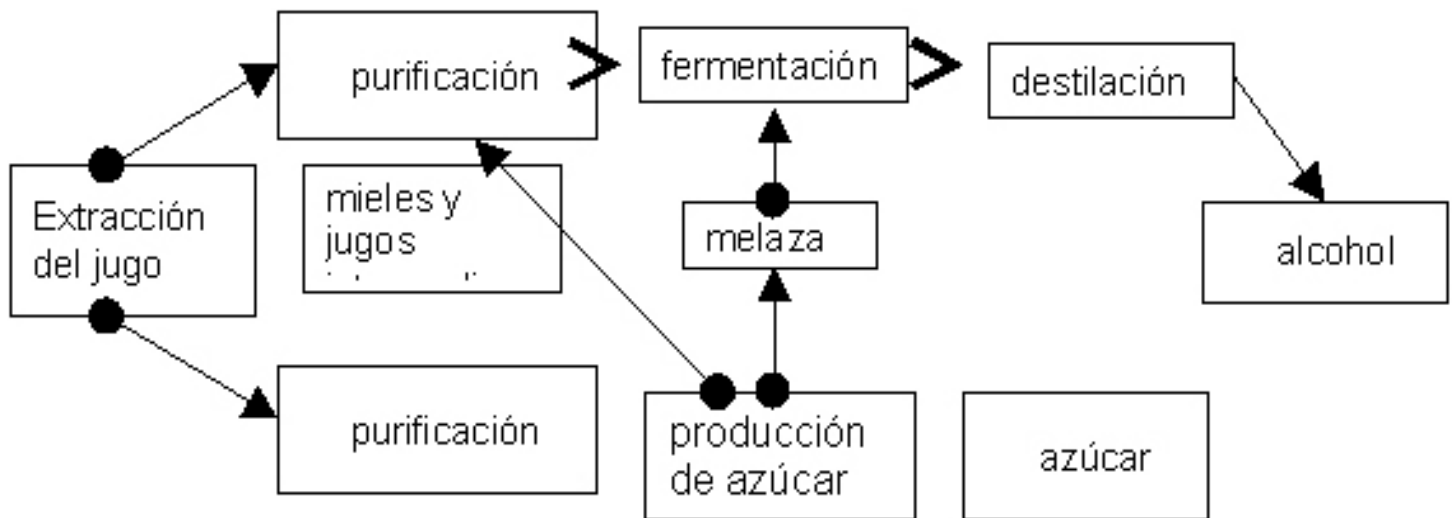 purificación
fermentación
destilación
Extracción
del jugo
mieles y
jugos
melaza
alcohol
purificación
producción
de azúcar
azúcar